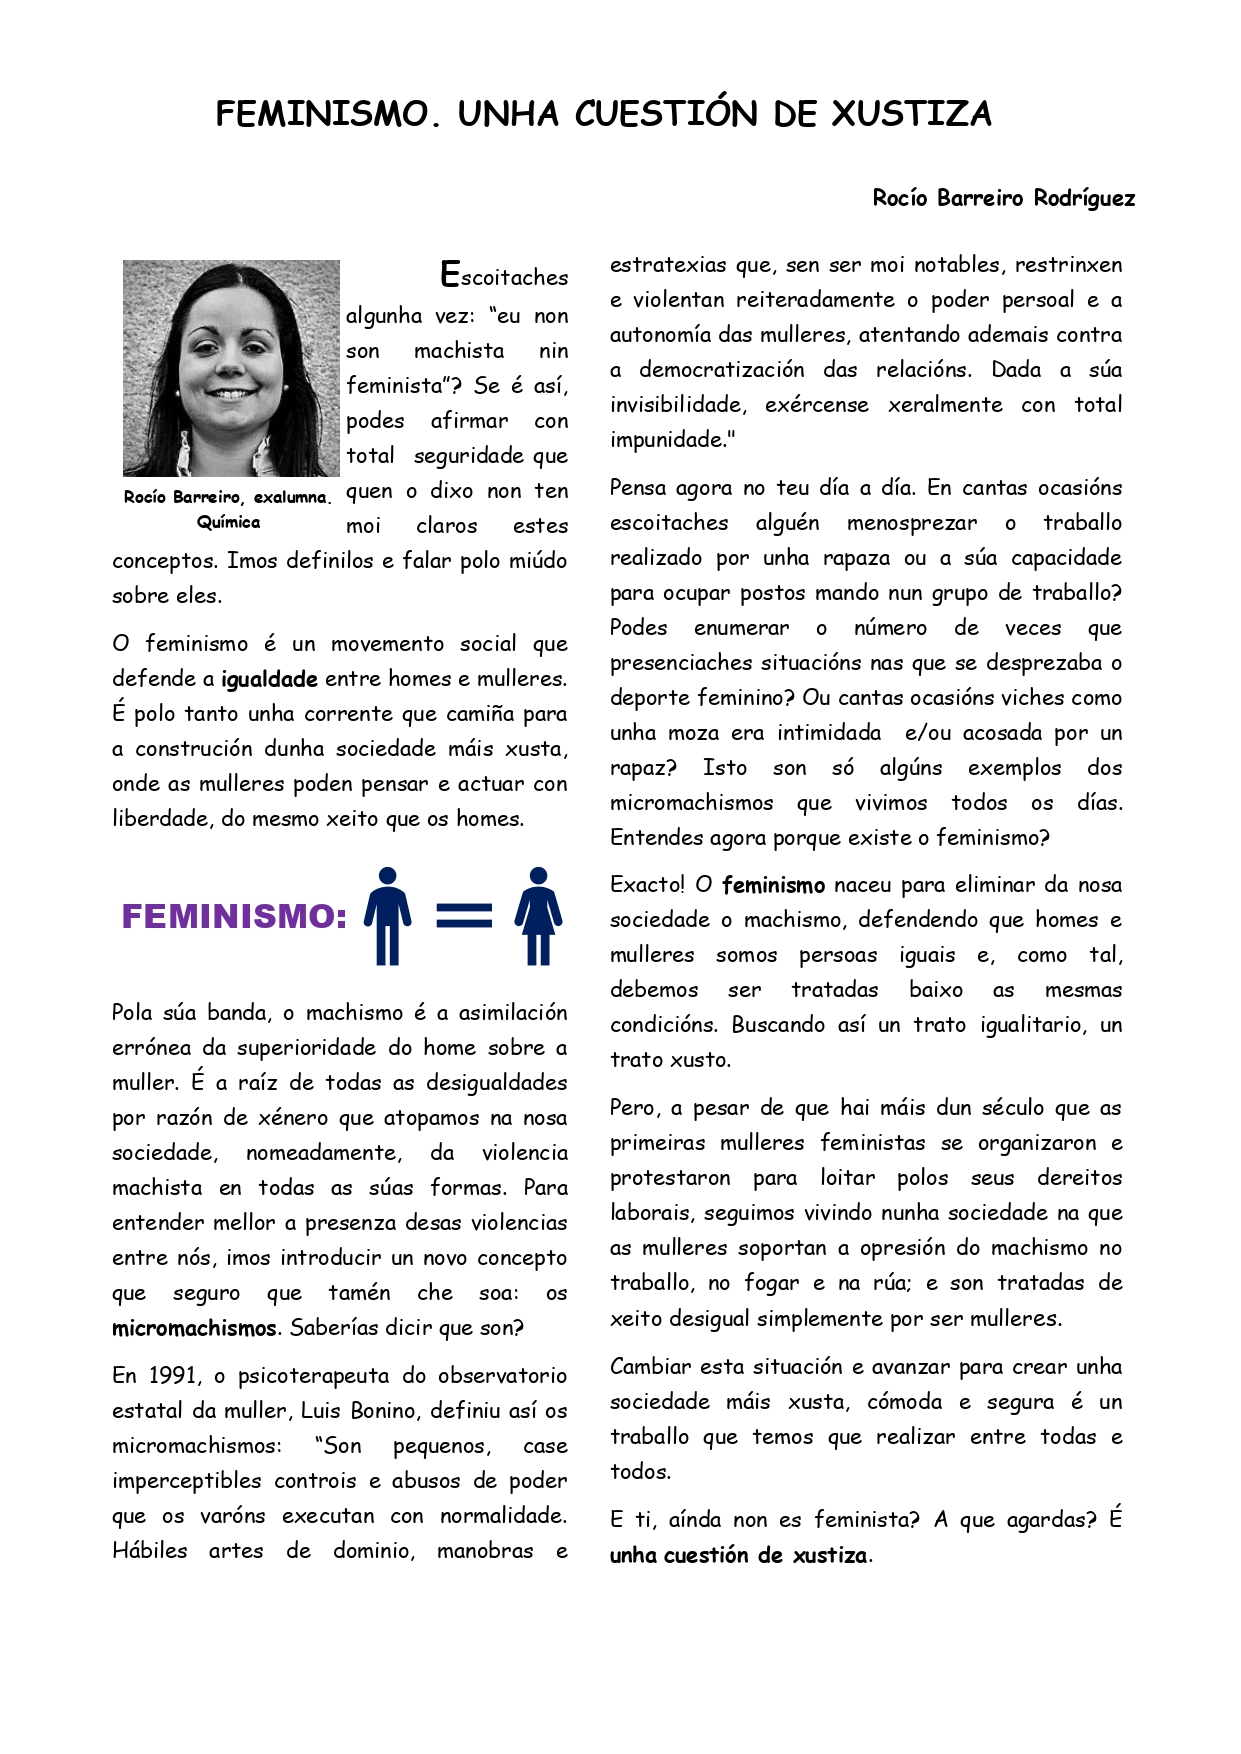 FEMINISMO. UNHA CUESTIÓN DE XUSTIZA
Rocío Barreiro Rodríguez
Escoitaches
algunha vez: “eu non
son machista nin
feminista”? Se é así,
podes afirmar con
total seguridade que
quen o dixo non ten
moi claros estes
Rocío Barreiro, exalumna.
Química
conceptos. Imos definilos e falar polo miúdo
sobre eles.
O feminismo é un movemento social que
defende a igualdade entre homes e mulleres.
É polo tanto unha corrente que camiña para
a construción dunha sociedade máis xusta,
onde as mulleres poden pensar e actuar con
liberdade, do mesmo xeito que os homes.
FEMINISMO: =
Pola súa banda, o machismo é a asimilación
errónea da superioridade do home sobre a
muller. É a raíz de todas as desigualdades
por razón de xénero que atopamos na nosa
sociedade, nomeadamente, da violencia
machista en todas as súas formas. Para
entender mellor a presenza desas violencias
entre nós, imos introducir un novo concepto
que seguro que tamén che soa: os
micromachismos. Saberías dicir que son?
En 1991, o psicoterapeuta do observatorio
estatal da muller, Luis Bonino, definiu así os
micromachismos: “Son pequenos, case
imperceptibles controis e abusos de poder
que os varóns executan con normalidade.
Hábiles artes de dominio, manobras e
estratexias que, sen ser moi notables, restrinxen
e violentan reiteradamente o poder persoal e a
autonomía das mulleres, atentando ademais contra
a democratización das relacións. Dada a súa
invisibilidade, exércense xeralmente con total
impunidade."
Pensa agora no teu día a día. En cantas ocasións
escoitaches alguén menosprezar o traballo
realizado por unha rapaza ou a súa capacidade
para ocupar postos mando nun grupo de traballo?
Podes enumerar o número de veces que
presenciaches situacións nas que se desprezaba o
deporte feminino? Ou cantas ocasións viches como
unha moza era intimidada e/ou acosada por un
rapaz? Isto son só algúns exemplos dos
micromachismos que vivimos todos os días.
Entendes agora porque existe o feminismo?
Exacto! O feminismo naceu para eliminar da nosa
sociedade o machismo, defendendo que homes e
mulleres somos persoas iguais e, como tal,
debemos ser tratadas baixo as mesmas
condicións. Buscando así un trato igualitario, un
trato xusto.
Pero, a pesar de que hai máis dun século que as
primeiras mulleres feministas se organizaron e
protestaron para loitar polos seus dereitos
laborais, seguimos vivindo nunha sociedade na que
as mulleres soportan a opresión do machismo no
traballo, no fogar e na rúa; e son tratadas de
xeito desigual simplemente por ser mulleres.
Cambiar esta situación e avanzar para crear unha
sociedade máis xusta, cómoda e segura é un
traballo que temos que realizar entre todas e
todos.
E ti, aínda non es feminista? A que agardas? É
unha cuestión de xustiza.